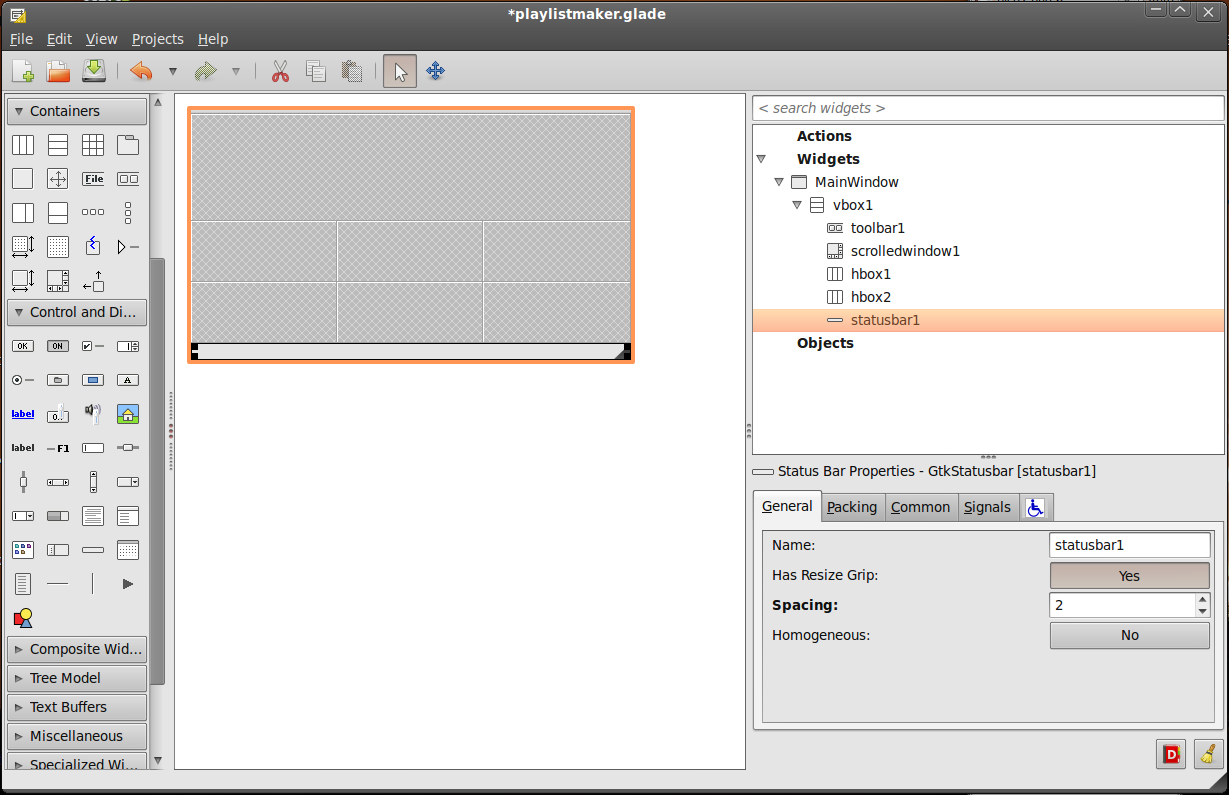 *playlistmaker.glade
File Edit View Projects Help
Containers
File
Control and Di...
OK ON
A
label
0..
label F1
Composite Wid...
Tree Model
Text Buffers
Miscellaneous
Specialized Wi...
< search widgets >
Actions
Widgets
MainWindow
vbox1
toolbar1
scrolledwindow1
hbox1
hbox2
statusbar1
Objects
Status Bar Properties - GtkStatusbar [statusbar1]
General Packing Common Signals
Name: statusbar1
Has Resize Grip: Yes
Spacing: 2
Homogeneous: No
D